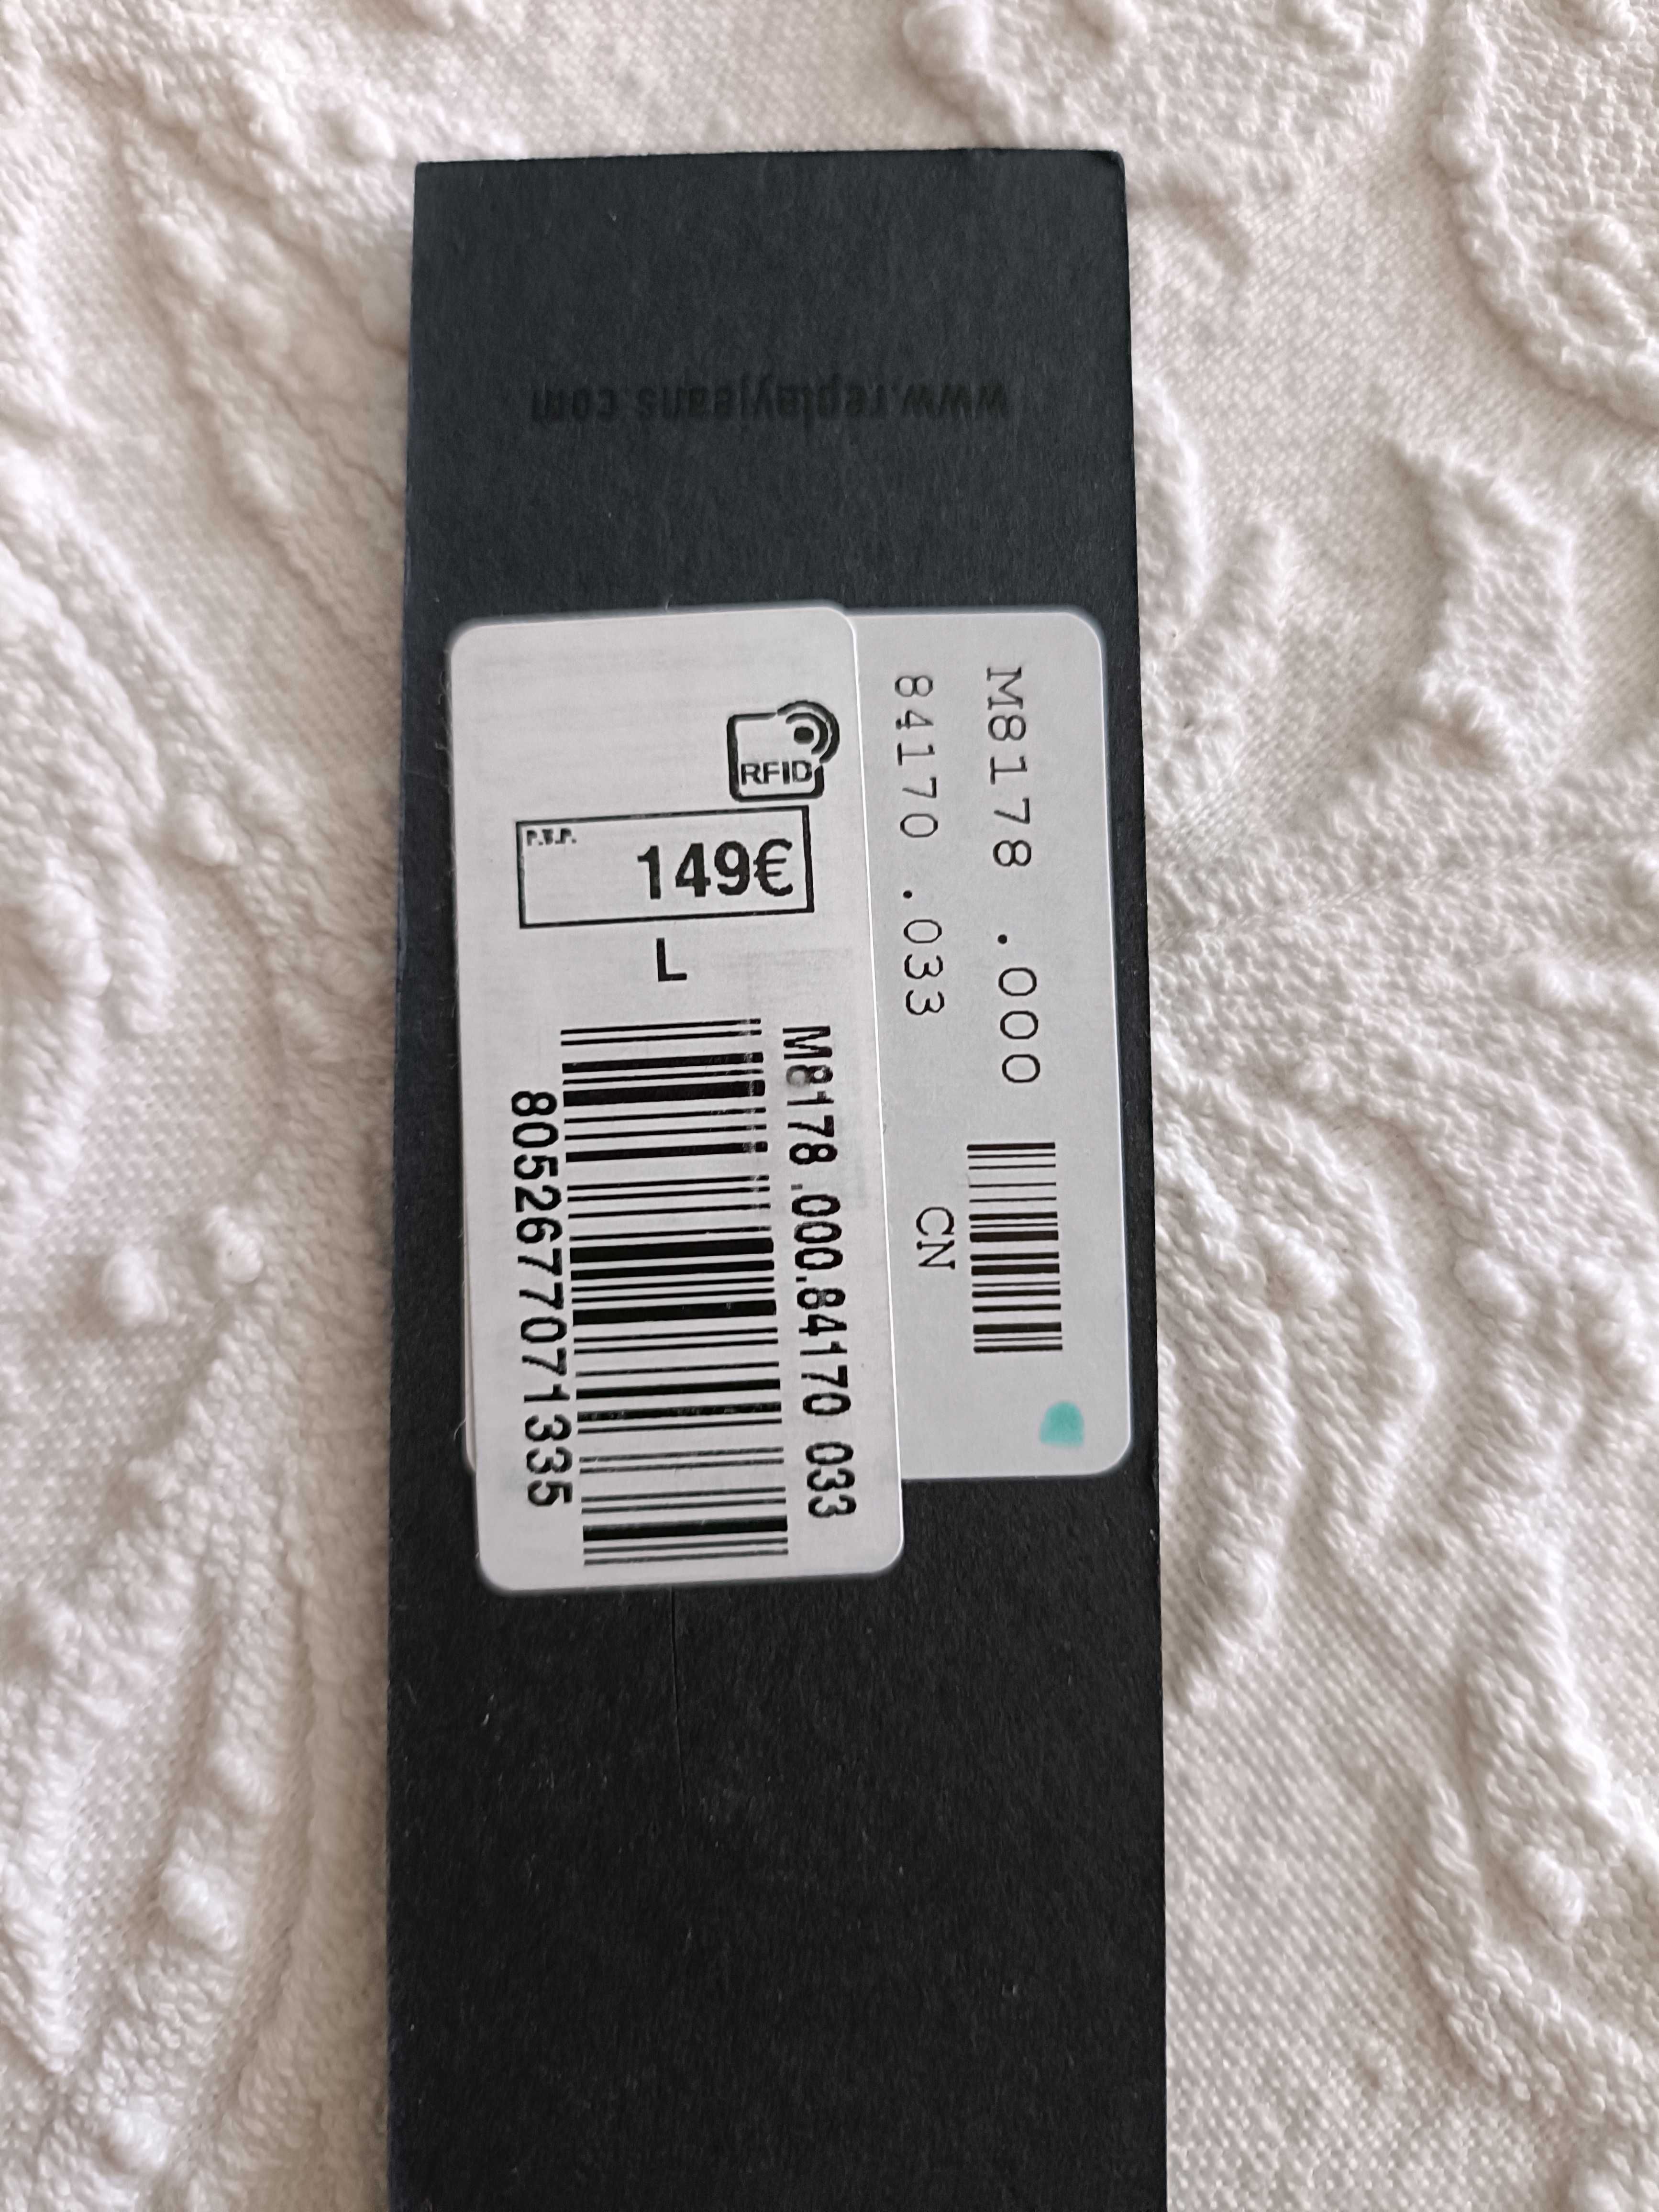 www.replayjeans.com
M8178 .000
84170 .033
CN
RFID
P.V.P.
149€
L
M8178 .000.84170 033
8052677071335